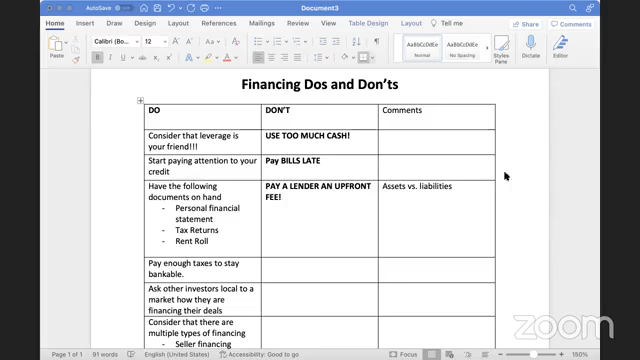 AutoSave
Document3
Home
Insert
Draw
Design
Layout
References
Mailings
Review
View
Table Design
Layout
Tell me
Share
Comments
Paste
Calibri (Bo...
12
AaBbCcDdEe
Normal
AaBbCcDdEe
No Spacing
Styles
Pane
Dictate
Editor
Financing Dos and Don'ts
DO
DON'T
Comments
Consider that leverage is
your friend!!!
USE TOO MUCH CASH!
Start paying attention to your
credit
Pay BILLS LATE
Have the following
documents on hand
- Personal financial
statement
- Tax Returns
- Rent Roll
PAY A LENDER AN UPFRONT
FEE!
Assets vs. liabilities
Pay enough taxes to stay
bankable.
Ask other investors local to a
market how they are
financing their deals
Consider that there are
multiple types of financing
- Seller financing
Page 1 of 1
91 words
English (United States)
Accessibility: Good to go
Focus
150%
zoom